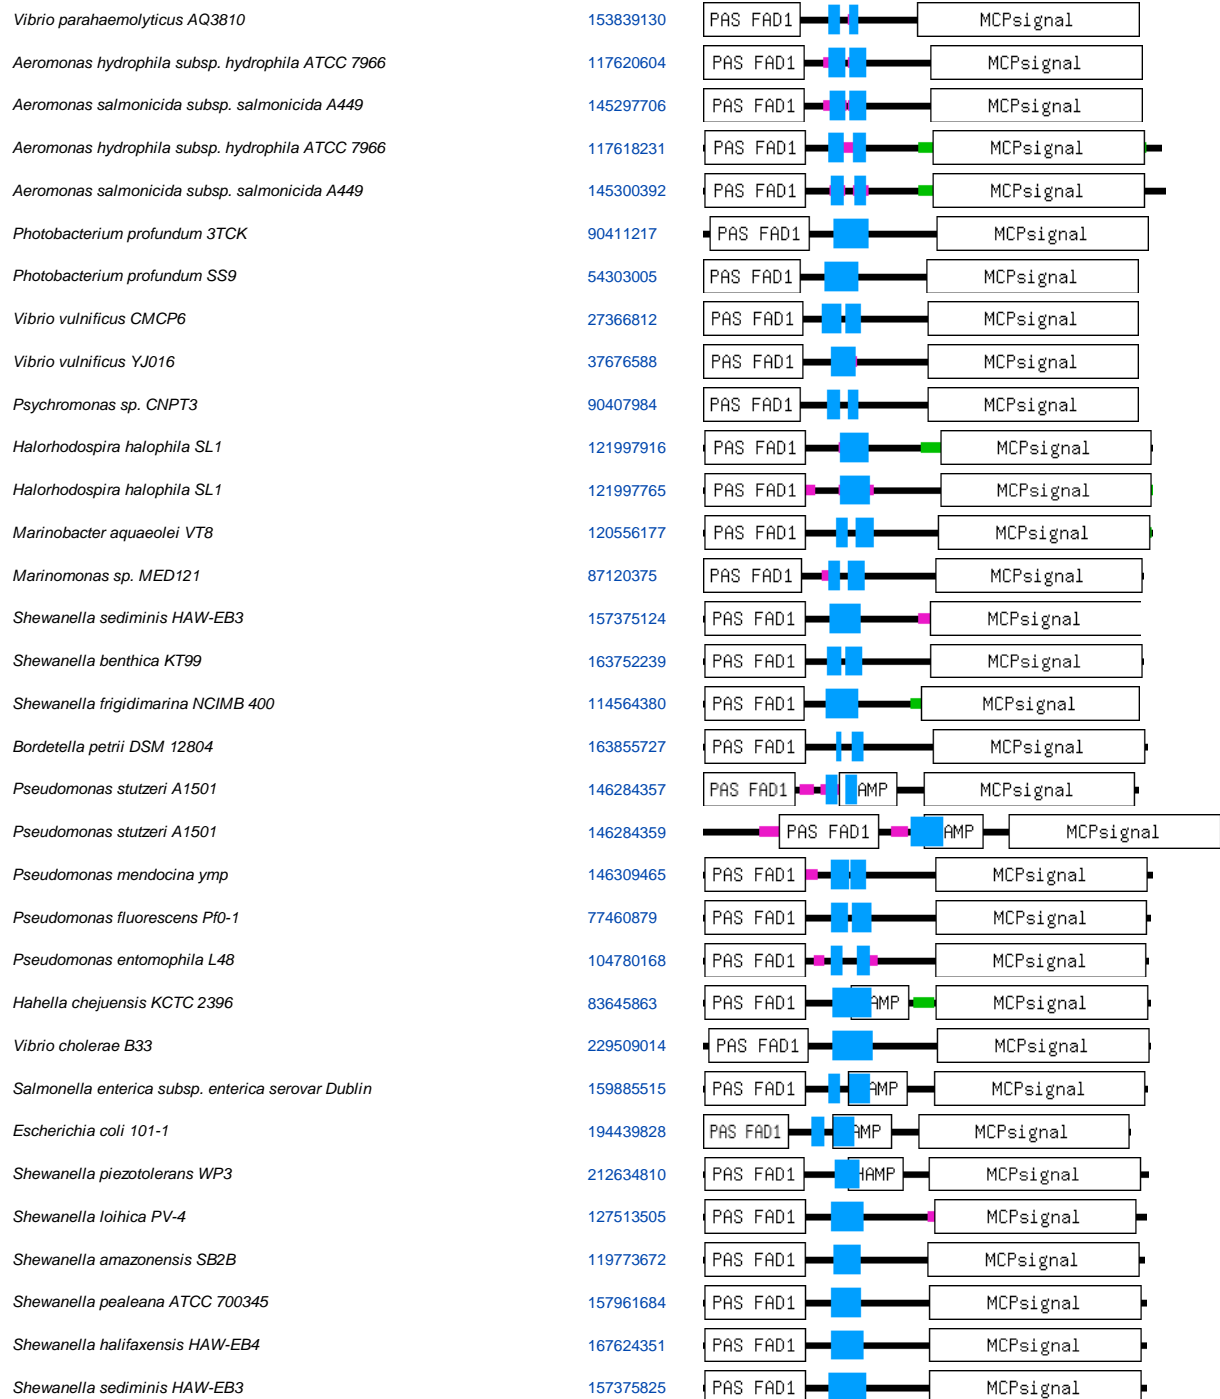 Vibrio parahaemolyticus AQ3810 153839130 PAS FAD1 MCPsignal
Aeromonas hydrophila subsp. hydrophila ATCC 7966 117620604 PAS FAD1 MCPsignal
Aeromonas salmonicida subsp. salmonicida A449 145297706 PAS FAD1 MCPsignal
Aeromonas hydrophila subsp. hydrophila ATCC 7966 117618231 PAS FAD1 MCPsignal
Aeromonas salmonicida subsp. salmonicida A449 145300392 PAS FAD1 MCPsignal
Photobacterium profundum 3TCK 90411217 PAS FAD1 MCPsignal
Photobacterium profundum SS9 54303005 PAS FAD1 MCPsignal
Vibrio vulnificus CMCP6 27366812 PAS FAD1 MCPsignal
Vibrio vulnificus YJ016 37676588 PAS FAD1 MCPsignal
Psychromonas sp. CNPT3 90407984 PAS FAD1 MCPsignal
Halorhodospira halophila SL1 121997916 PAS FAD1 MCPsignal
Halorhodospira halophila SL1 121997765 PAS FAD1 MCPsignal
Marinobacter aquaeolei VT8 120556177 PAS FAD1 MCPsignal
Marinomonas sp. MED121 87120375 PAS FAD1 MCPsignal
Shewanella sediminis HAW-EB3 157375124 PAS FAD1 MCPsignal
Shewanella benthica KT99 163752239 PAS FAD1 MCPsignal
Shewanella frigidimarina NCIMB 400 114564380 PAS FAD1 MCPsignal
Bordetella petrii DSM 12804 163855727 PAS FAD1 MCPsignal
Pseudomonas stutzeri A1501 146284357 PAS FAD1 AMP MCPsignal
Pseudomonas stutzeri A1501 146284359 PAS FAD1 AMP MCPsignal
Pseudomonas mendocina ymp 146309465 PAS FAD1 MCPsignal
Pseudomonas fluorescens Pf0-1 77460879 PAS FAD1 MCPsignal
Pseudomonas entomophila L48 104780168 PAS FAD1 MCPsignal
Hahella chejuensis KCTC 2396 83645863 PAS FAD1 AMP MCPsignal
Vibrio cholerae B33 229509014 PAS FAD1 MCPsignal
Salmonella enterica subsp. enterica serovar Dublin 159885515 PAS FAD1 AMP MCPsignal
Escherichia coli 101-1 194439828 PAS FAD1 AMP MCPsignal
Shewanella piezotolerans WP3 212634810 PAS FAD1 HAMP MCPsignal
Shewanella loihica PV-4 127513505 PAS FAD1 MCPsignal
Shewanella amazonensis SB2B 119773672 PAS FAD1 MCPsignal
Shewanella pealeana ATCC 700345 157961684 PAS FAD1 MCPsignal
Shewanella halifaxensis HAW-EB4 167624351 PAS FAD1 MCPsignal
Shewanella sediminis HAW-EB3 157375825 PAS FAD1 MCPsignal